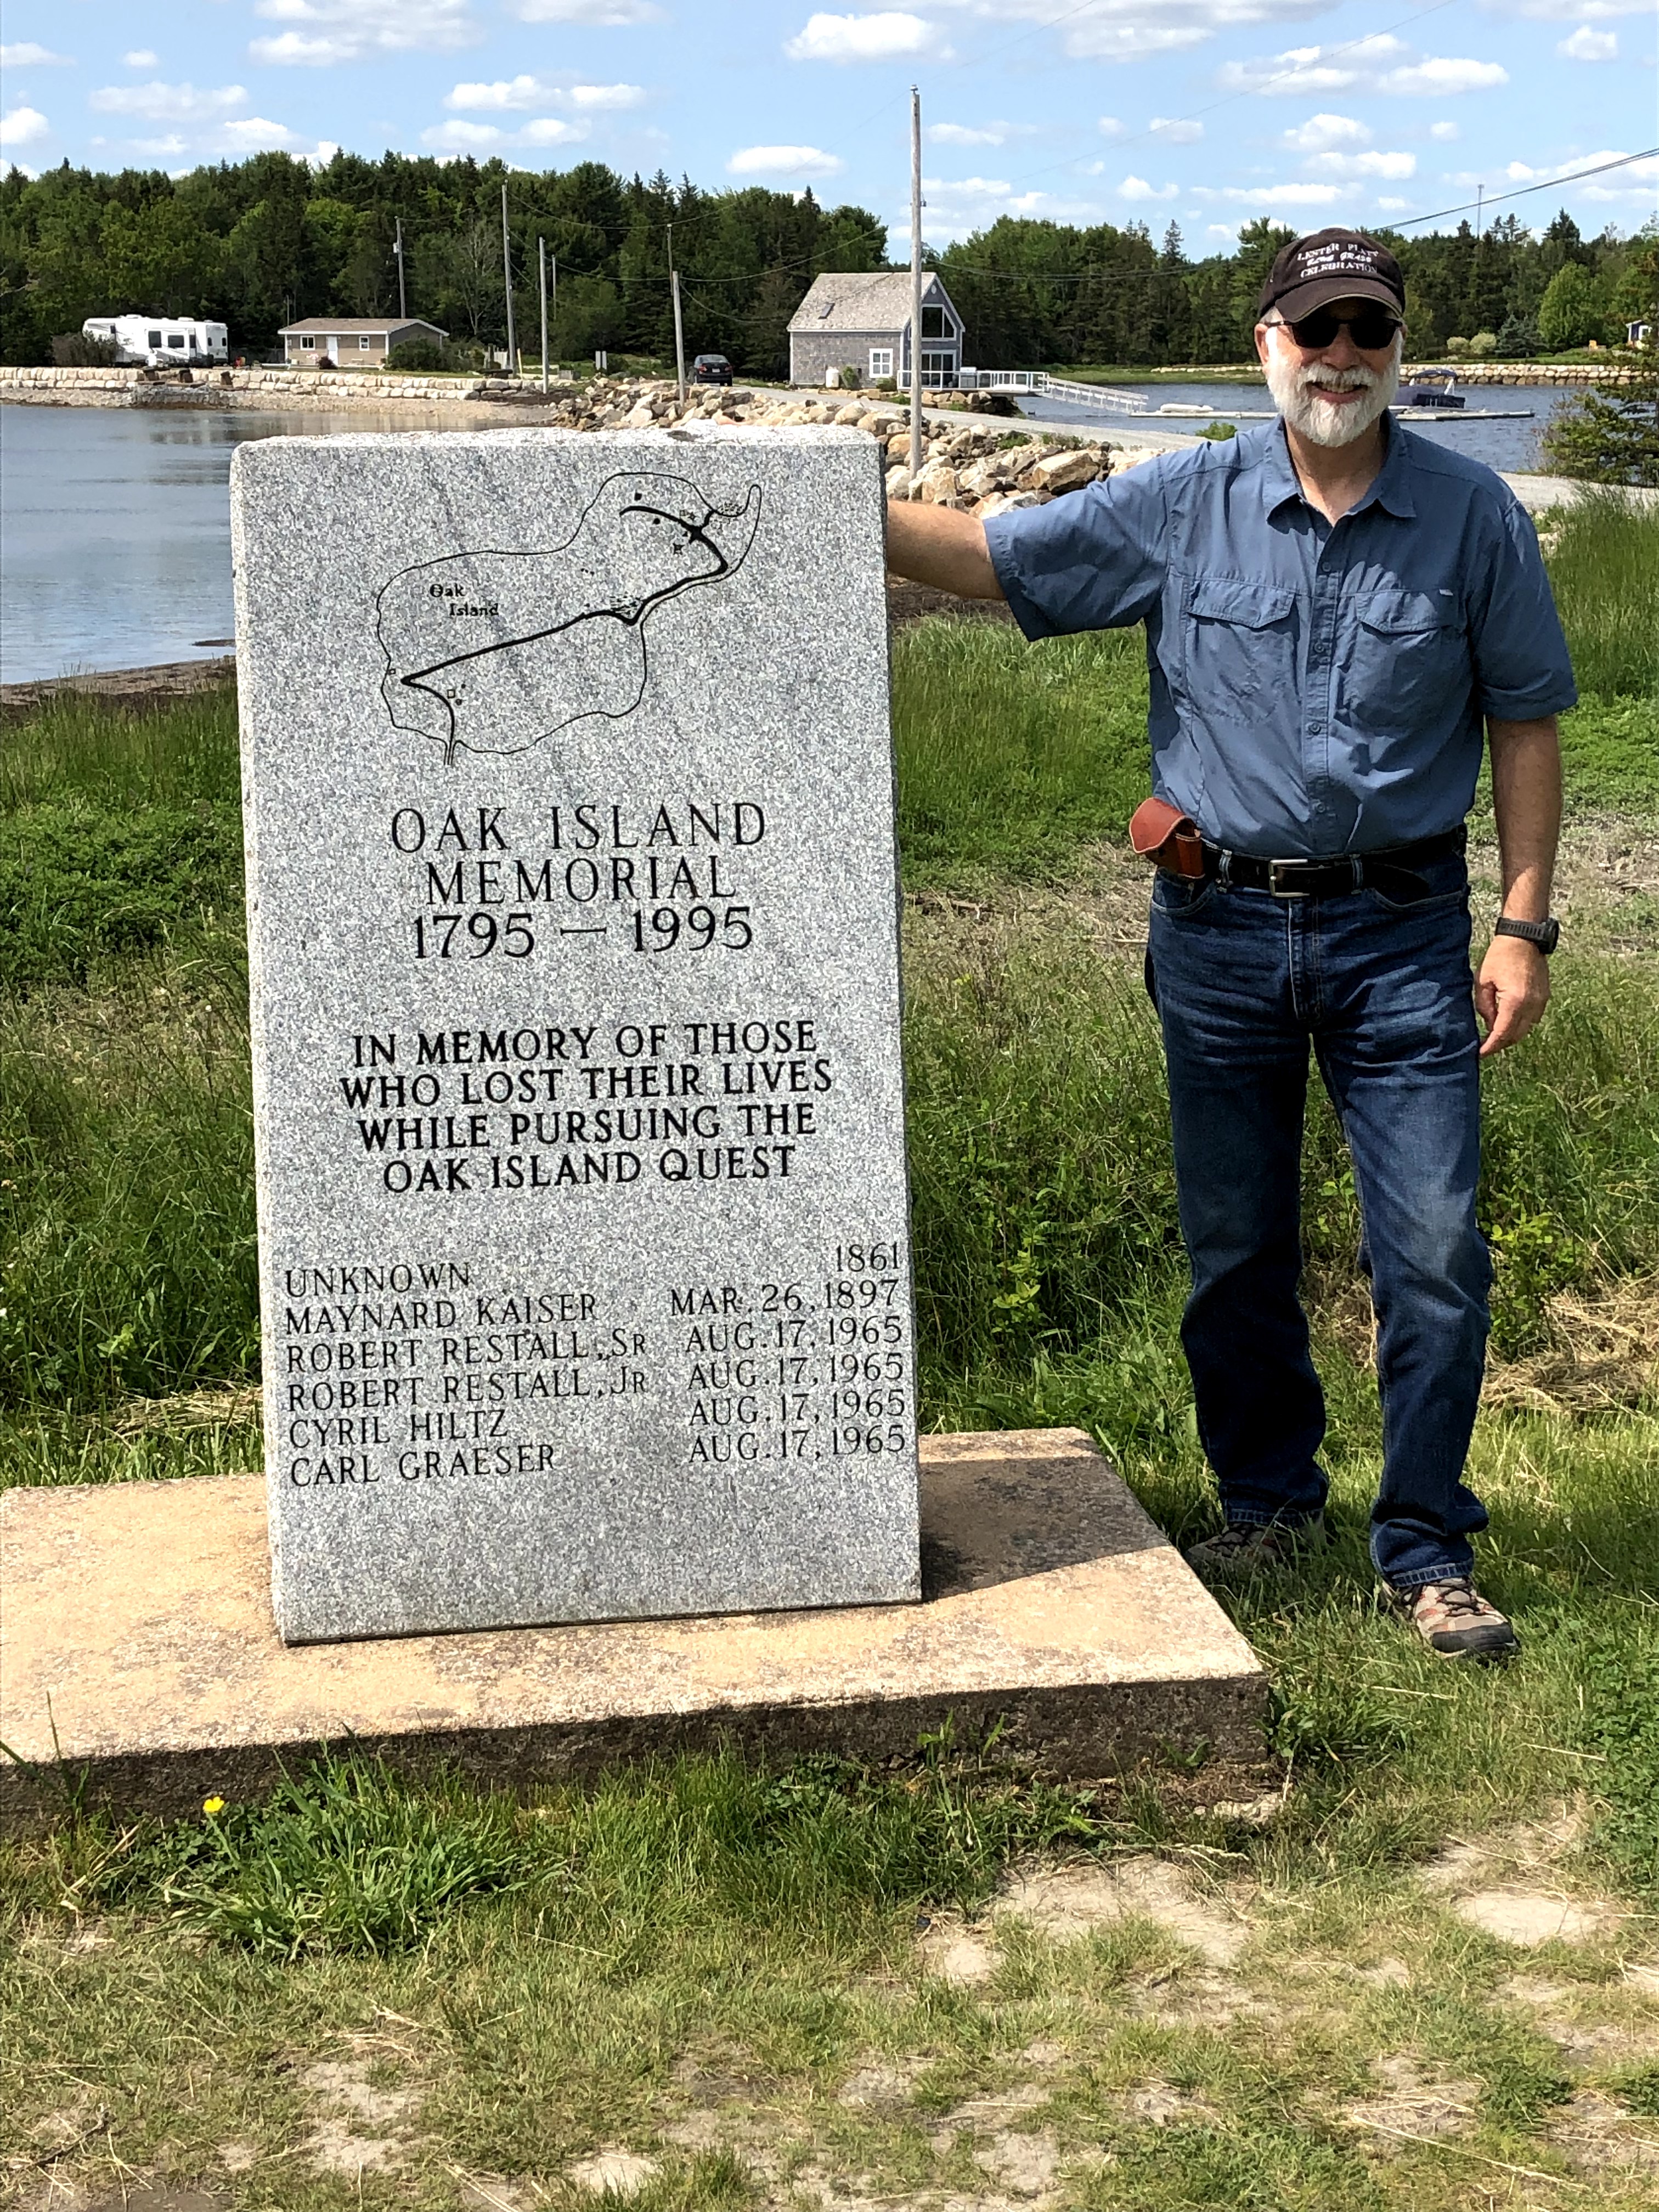 LESTER FLATT
CELEBRATION
Oak
Island
OAK ISLAND
MEMORIAL
1795 — 1995
IN MEMORY OF THOSE
WHO LOST THEIR LIVES
WHILE PURSUING THE
OAK ISLAND QUEST
UNKNOWN 1861
MAYNARD KAISER MAR. 26, 1897
ROBERT RESTALL, SR AUG. 17, 1965
ROBERT RESTALL, JR AUG. 17, 1965
CYRIL HILTZ AUG. 17, 1965
CARL GRAESER AUG. 17, 1965